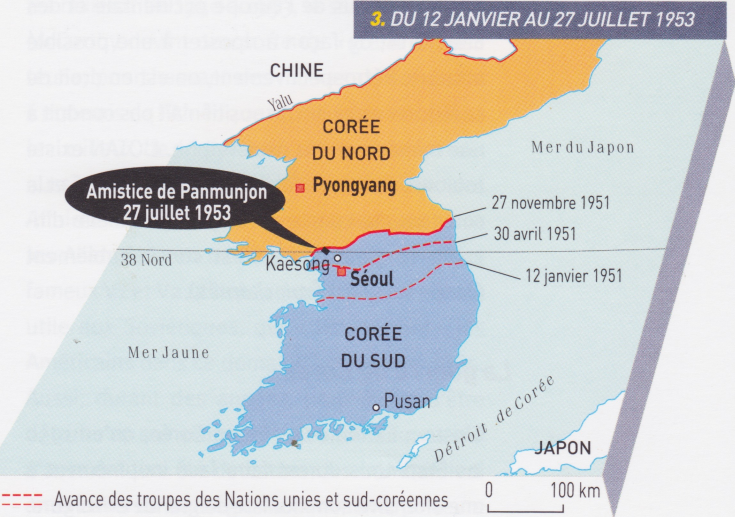 3. DU 12 JANVIER AU 27 JUILLET 1953
CHINE
Yalu
CORÉE
DU NORD
Mer du Japon
Pyongyang
Amistice de Panmunjon
27 juillet 1953
27 novembre 1951
30 avril 1951
38 Nord
Kaesong
Séoul
12 janvier 1951
CORÉE
DU SUD
Mer Jaune
Pusan
Détroit de Corée
JAPON
Avance des troupes des Nations unies et sud-coréennes
0 100 km